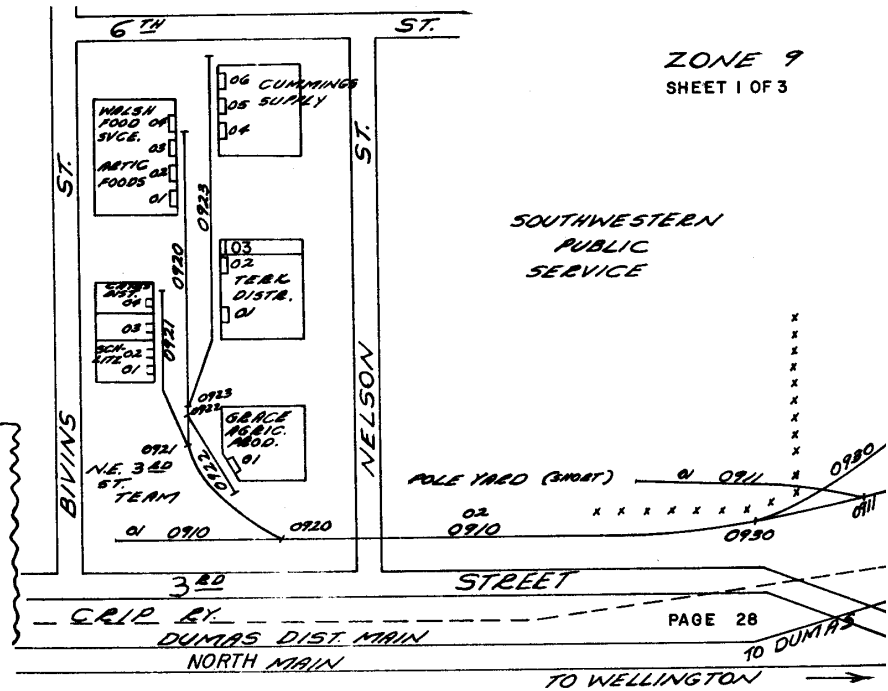 6TH ST.
ZONE 9
SHEET 1 OF 3
06 CUMMINGS
05 SUPPLY
04
WALSH
FOOD 04
SVCE.
03
ARTIC 02
FOODS
01
ST.
ST.
0923
0920
SOUTHWESTERN
PUBLIC
SERVICE
03
02
TERK
DISTR.
01
DIST.
04
03
SCH-
LITZ 02
01
0921
NELSON
BIVINS
0923
0922
GRACE
AGRIC.
PROD.
01
0921
0922
N.E. 3RD
ST.
TEAM
POLE YARD (SHORT)
01 0911
0930
0911
01 0910
0920
02
0910
0930
3RD STREET
CRIP RY.
PAGE 28
DUMAS DIST. MAIN
TO DUMAS
NORTH MAIN
TO WELLINGTON